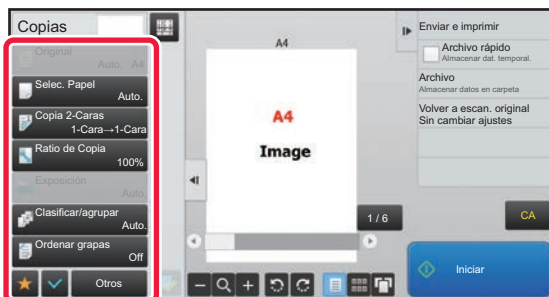 Copias
Original
Auto. A4
Selec. Papel
Auto.
Copia 2-Caras
1-Cara→1-Cara
Ratio de Copia
100%
Exposición
Auto.
Clasificar/agrupar
Auto.
Ordenar grapas
Off
Otros
A4
A4
Image
1 / 6
Enviar e imprimir
Archivo rápido
Almacenar dat. temporal.
Archivo
Almacenar datos en carpeta
Volver a escan. original
Sin cambiar ajustes
CA
Iniciar